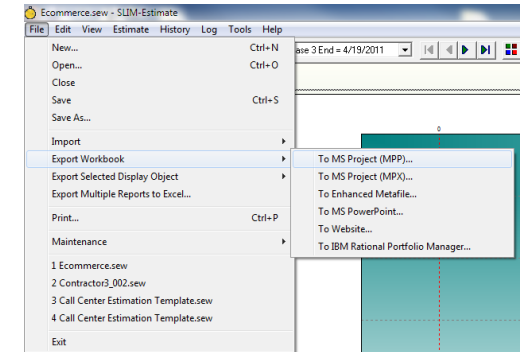 Ecommerce.sew - SLIM-Estimate
File Edit View Estimate History Log Tools Help
ase 3 End = 4/19/2011
New... Ctrl+N
Open... Ctrl+O
Close
Save Ctrl+S
Save As...
0
Import
Export Workbook
Export Selected Display Object
Export Multiple Reports to Excel...
Print... Ctrl+P
Maintenance
1 Ecommerce.sew
2 Contractor3_002.sew
3 Call Center Estimation Template.sew
4 Call Center Estimation Template.sew
Exit
To MS Project (MPP)...
To MS Project (MPX)...
To Enhanced Metafile...
To MS PowerPoint...
To Website...
To IBM Rational Portfolio Manager...